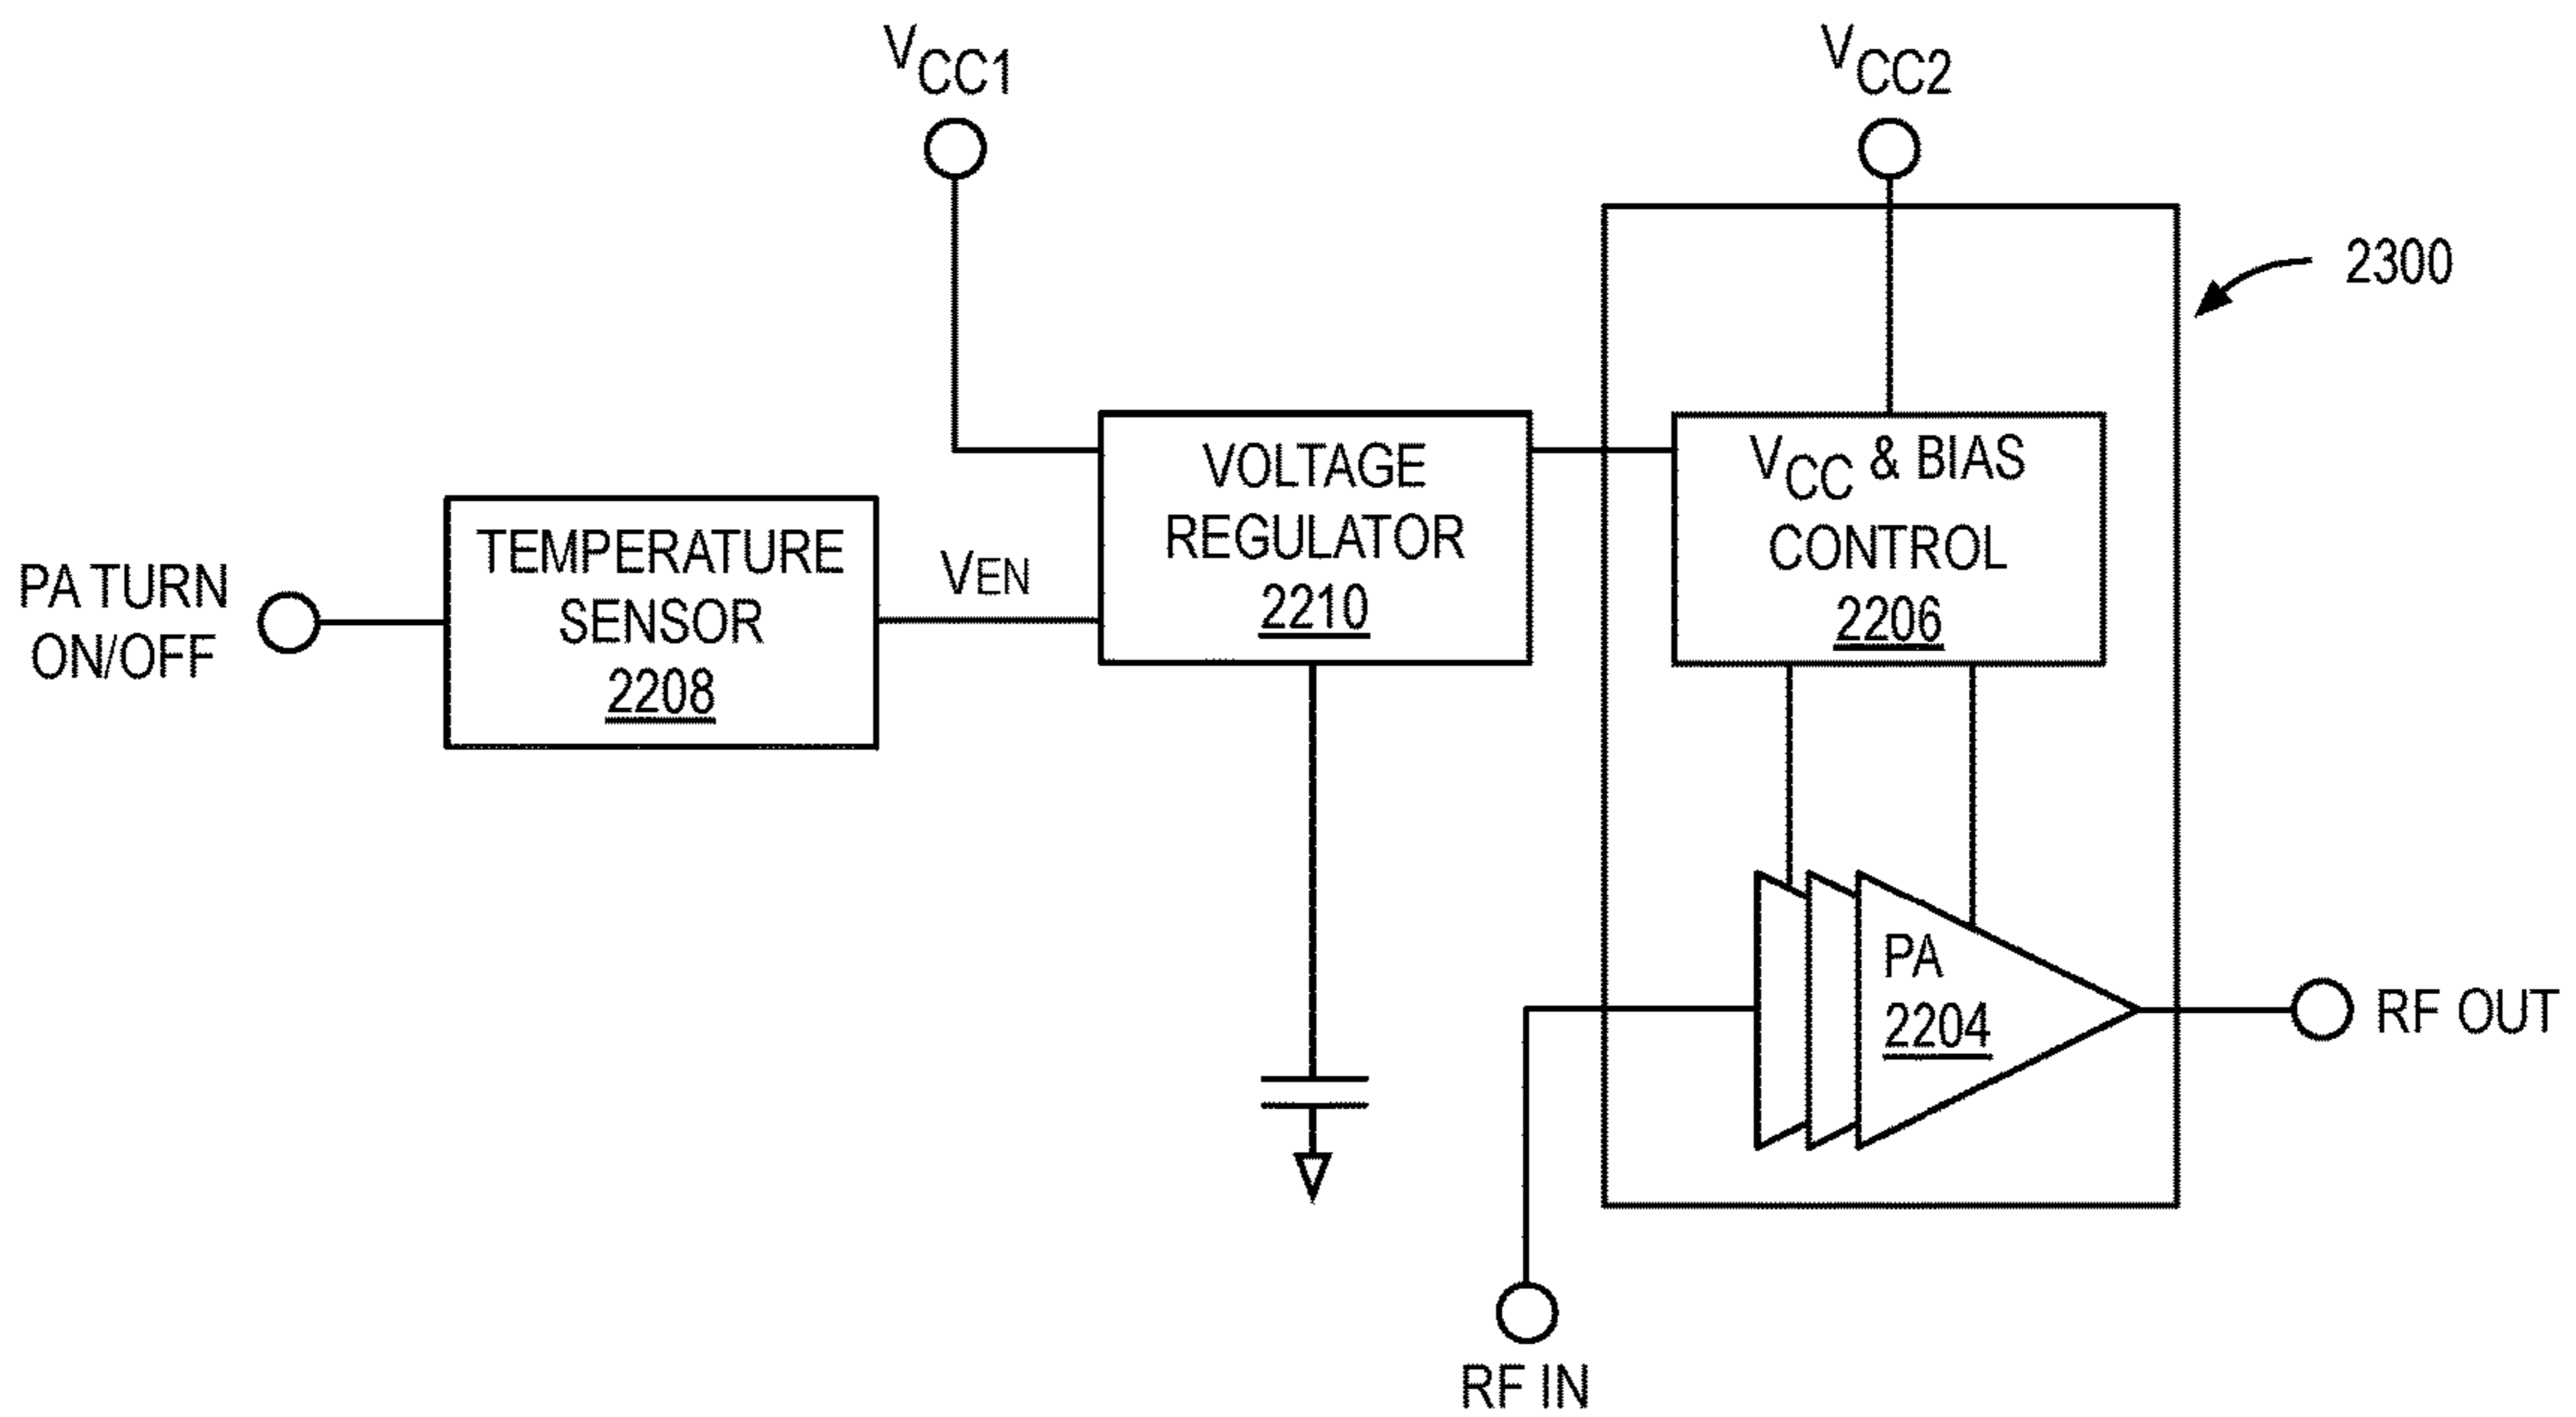 VCC1
VCC2
2300
VOLTAGE
REGULATOR
2210
VCC & BIAS
CONTROL
2206
TEMPERATURE
SENSOR
2208
VEN
PA TURN
ON/OFF
PA
2204
RF OUT
RF IN